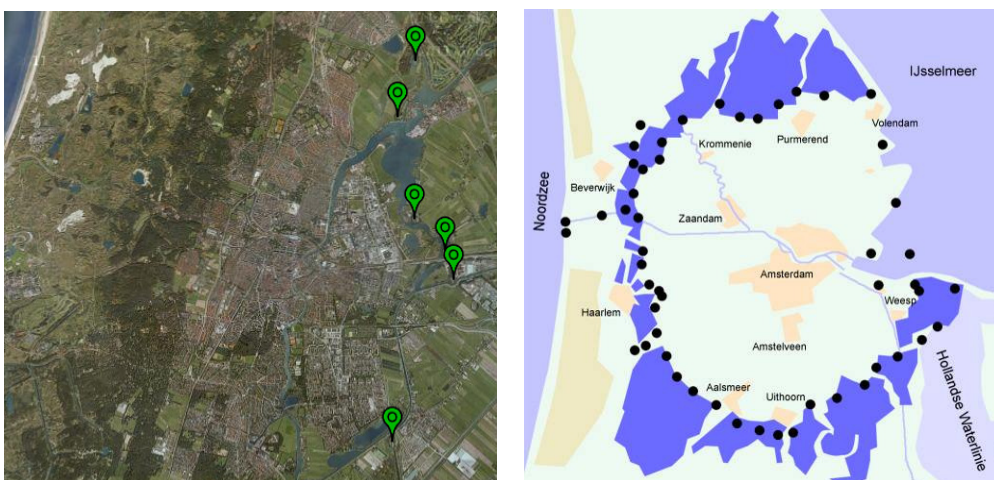 IJsselmeer
Volendam
Purmerend
Krommenie
Beverwijk
Noordzee
Zaandam
Amsterdam
Haarlem
Weesp
Amstelveen
Aalsmeer
Uithoorn
Hollandse Waterlinie